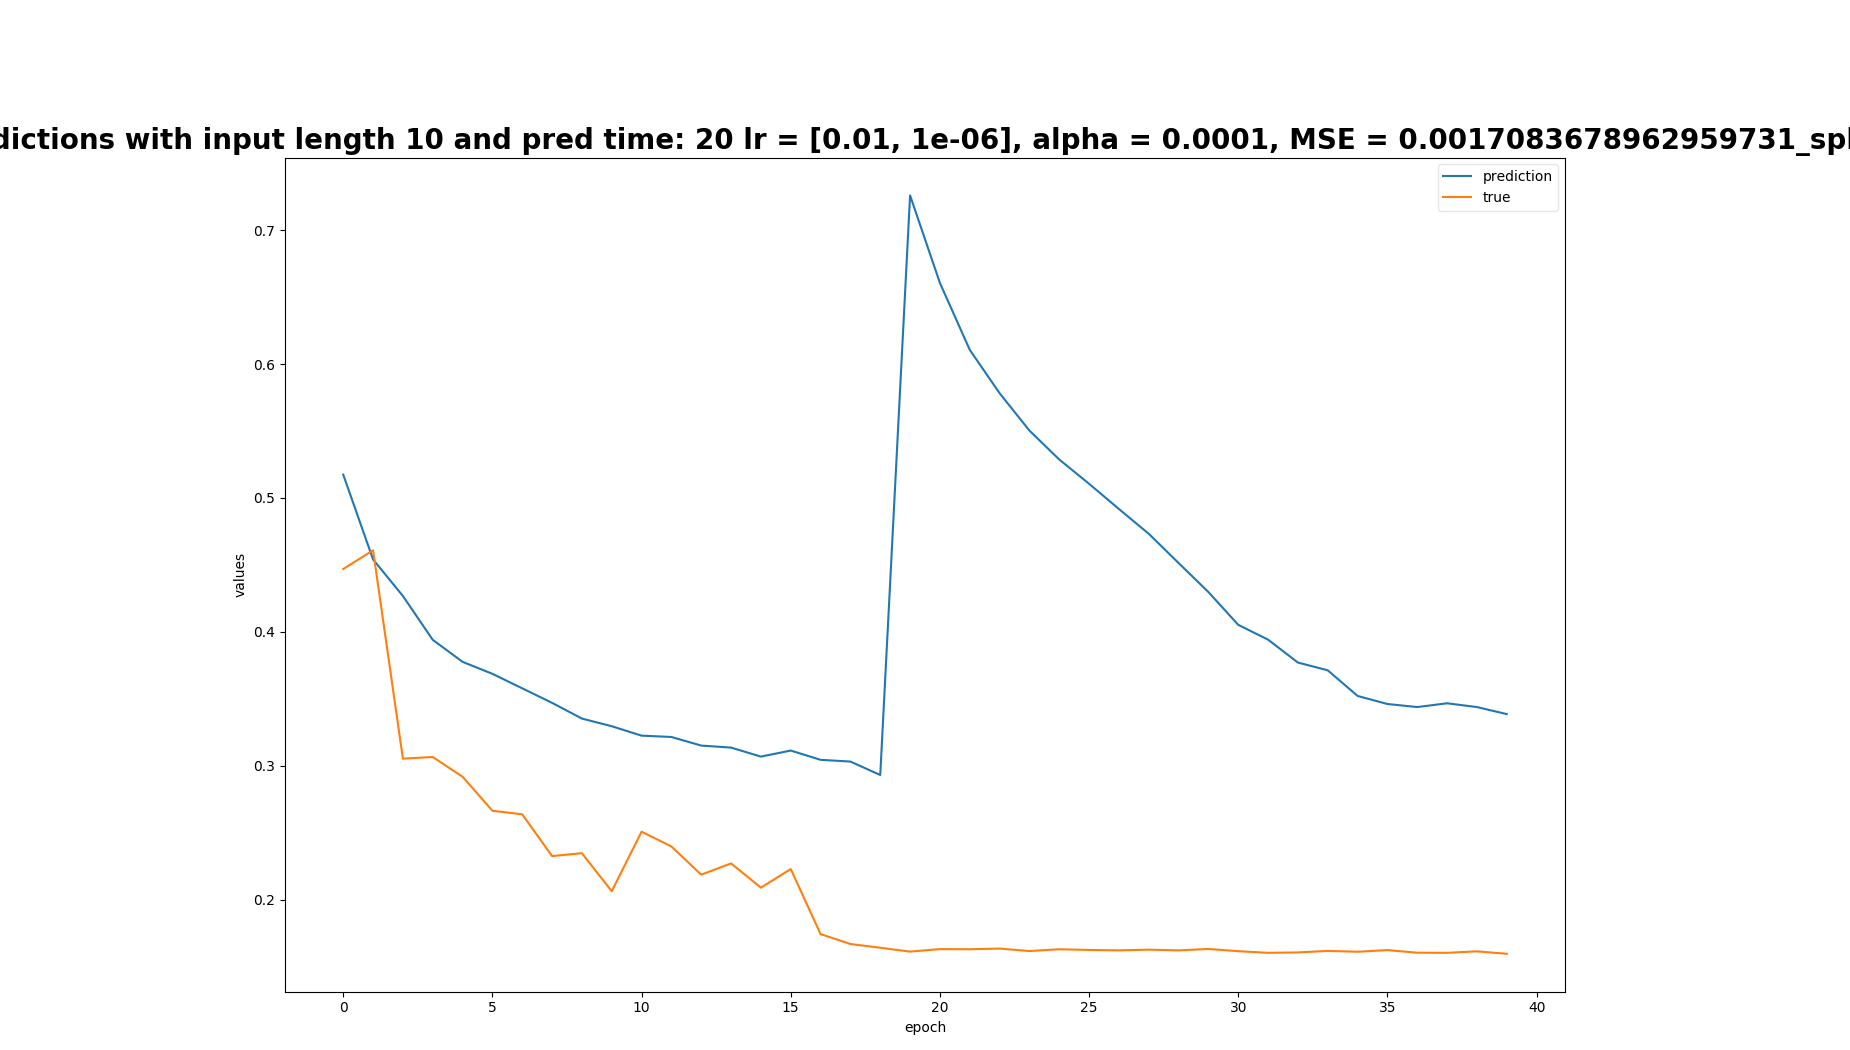 dictions with input length 10 and pred time: 20 lr = [0.01, 1e-06], alpha = 0.0001, MSE = 0.0017083678962959731_spl
prediction
true
0.7
0.6
0.5
0.4
0.3
0.2
values
0 5 10 15 20 25 30 35 40
epoch